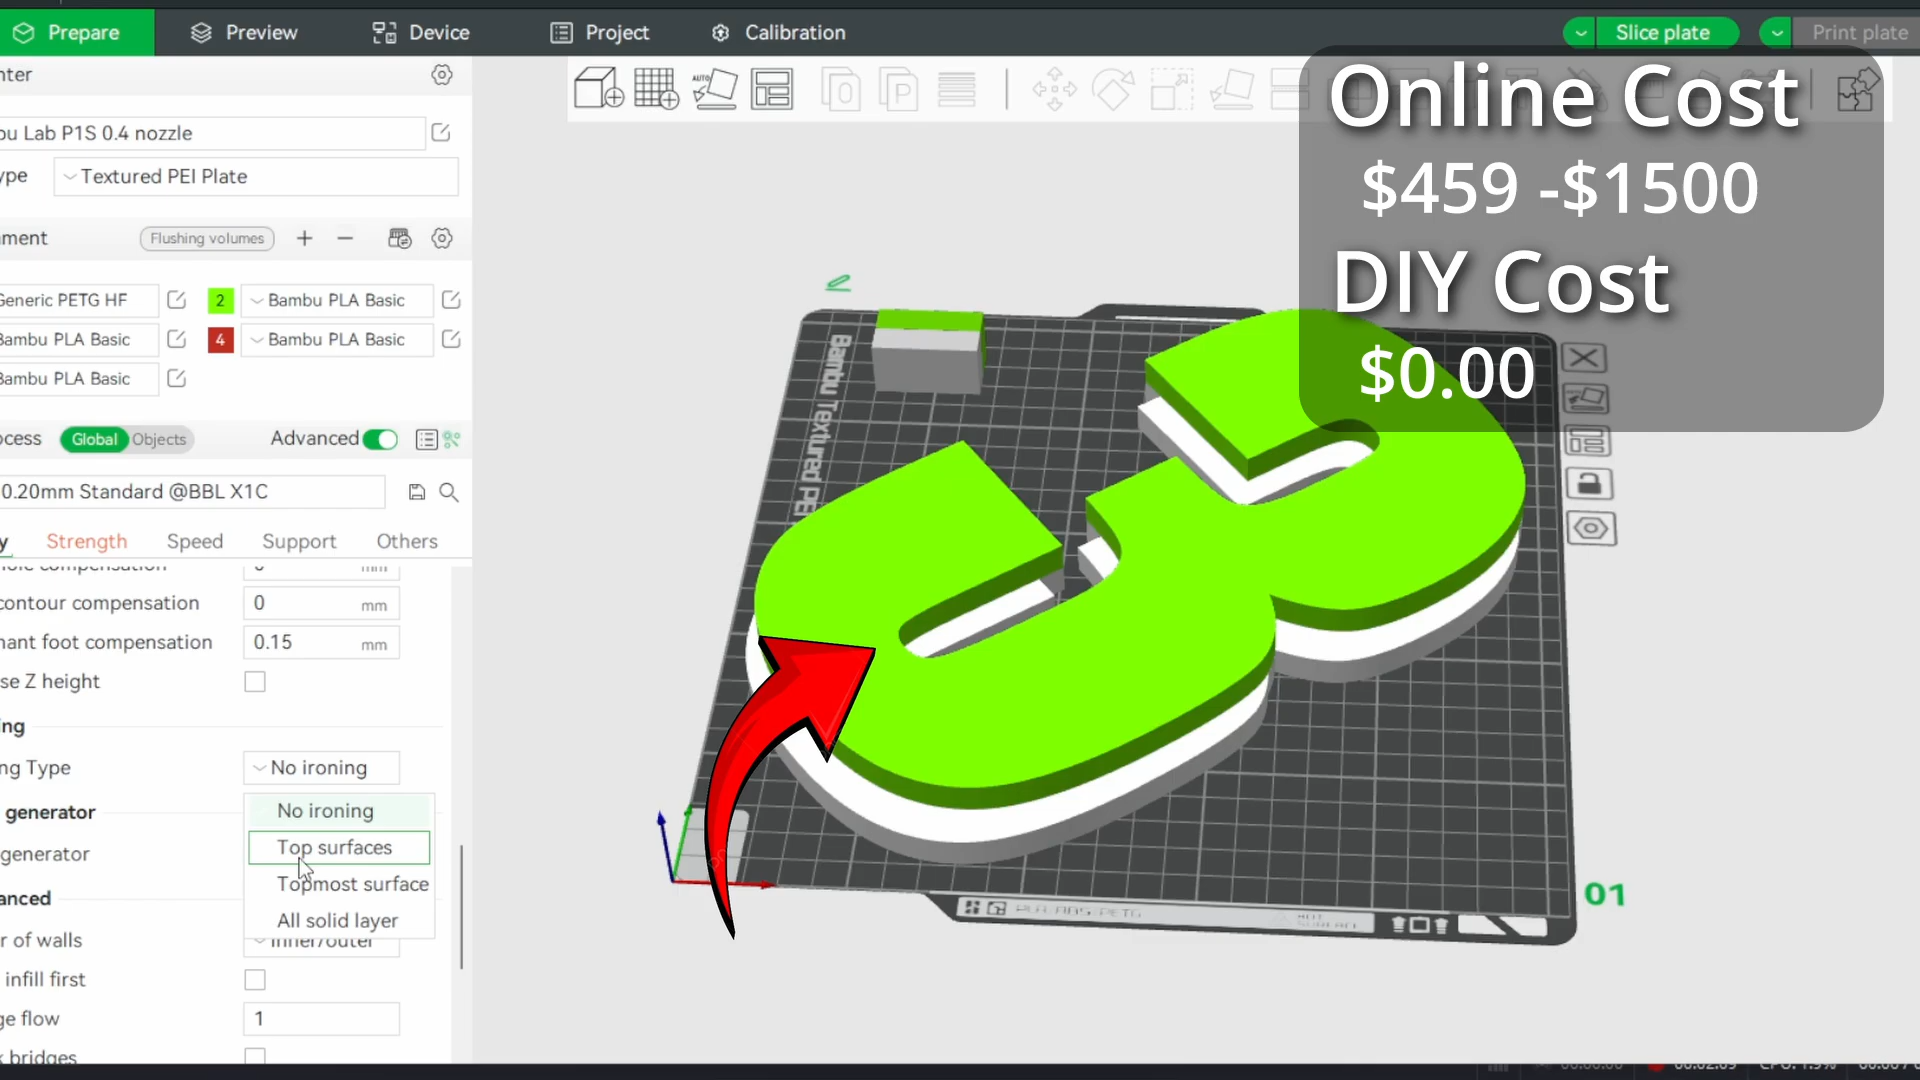 Prepare
Preview
Device
Project
Calibration
Slice plate
Print plate
nter
bu Lab P1S 0.4 nozzle
ype
Textured PEI Plate
ment
Flushing volumes
Generic PETG HF
2
Bambu PLA Basic
Bambu PLA Basic
4
Bambu PLA Basic
Bambu PLA Basic
ocess
Global
Objects
Advanced
0.20mm Standard @BBL X1C
y
Strength
Speed
Support
Others
contour compensation
0
mm
nant foot compensation
0.15
mm
se Z height
ing
ng Type
No ironing
No ironing
generator
Top surfaces
generator
Topmost surface
anced
All solid layer
r of walls
inner/outer
infill first
ge flow
1
k bridges
Online Cost
$459 -$1500
DIY Cost
$0.00
Bambu Textured PEI
01